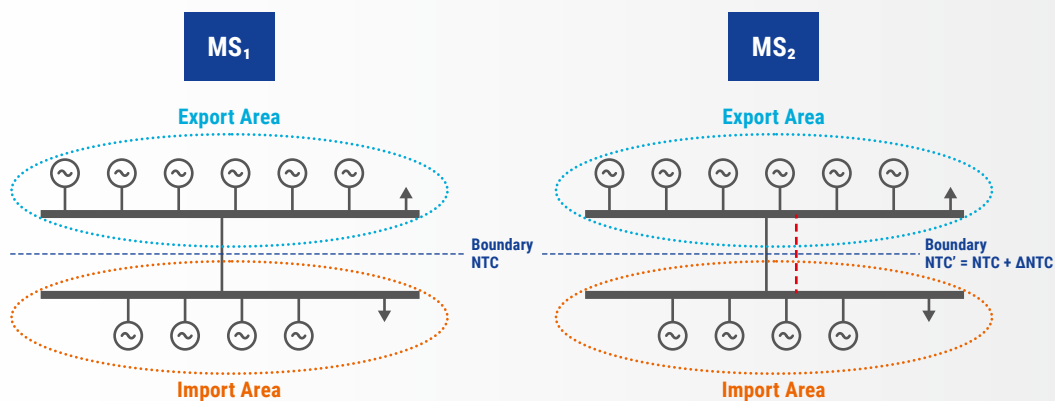 MS₁
Export Area
Boundary
NTC
Import Area
MS₂
Export Area
Boundary
NTC’ = NTC + ΔNTC
Import Area